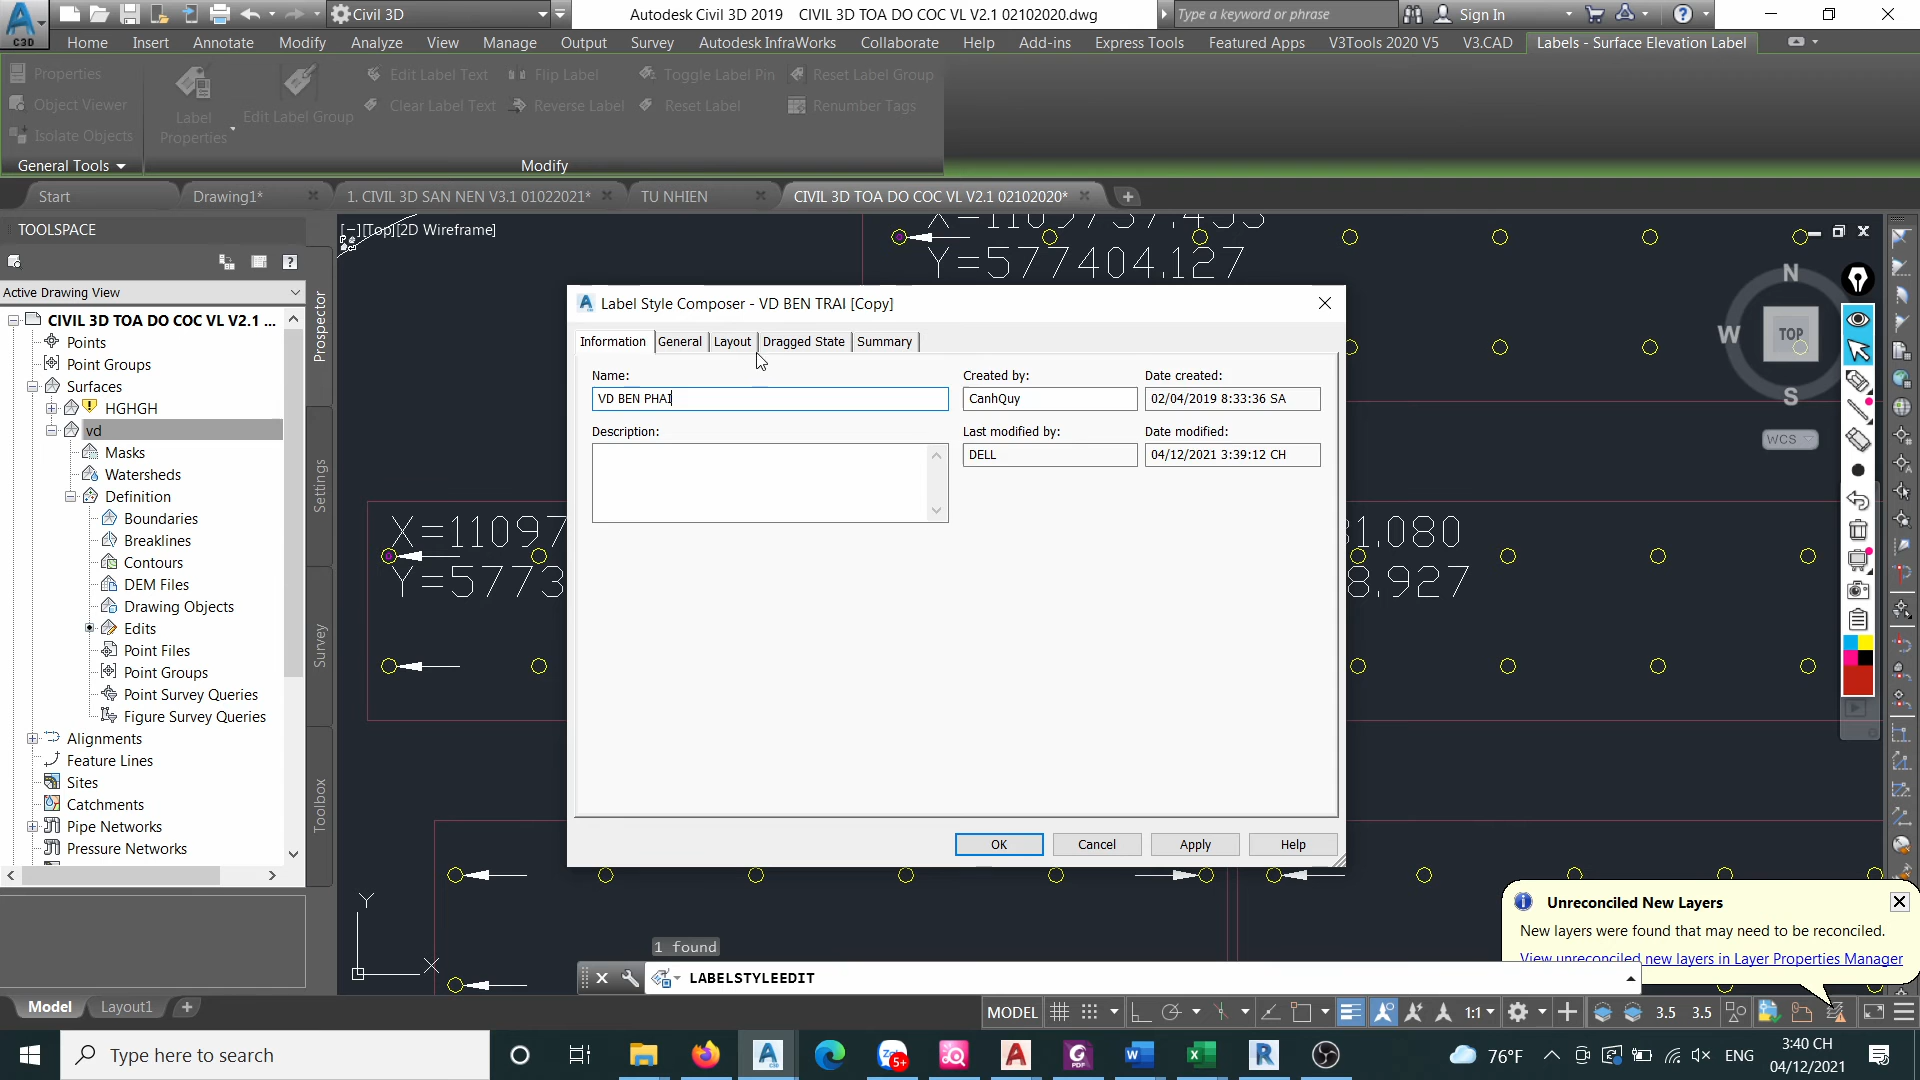 Civil 3D
Autodesk Civil 3D 2019 CIVIL 3D TOA DO COC VL V2.1 02102020.dwg
Type a keyword or phrase
Sign In
C3D
Home Insert Annotate Modify Analyze View Manage Output Survey Autodesk InfraWorks Collaborate Help Add-ins Express Tools Featured Apps V3Tools 2020 V5 V3.CAD Labels - Surface Elevation Label
Properties
Object Viewer
Isolate Objects
General Tools
Label Properties
Edit Label Group
Edit Label Text
Clear Label Text
Flip Label
Reverse Label
Toggle Label Pin
Reset Label
Reset Label Group
Renumber Tags
Modify
Start Drawing1* 1. CIVIL 3D SAN NEN V3.1 01022021* TU NHIEN CIVIL 3D TOA DO COC VL V2.1 02102020*
TOOLSPACE
Active Drawing View
CIVIL 3D TOA DO COC VL V2.1 ...
Points
Point Groups
Surfaces
HGHGH
vd
Masks
Watersheds
Definition
Boundaries
Breaklines
Contours
DEM Files
Drawing Objects
Edits
Point Files
Point Groups
Point Survey Queries
Figure Survey Queries
Alignments
Feature Lines
Sites
Catchments
Pipe Networks
Pressure Networks
Prospector
Settings
Survey
Toolbox
[−][Top][2D Wireframe]
Y=577404.127
X=11097
Y=5773
1.080
8.927
N
W
TOP
S
WCS
Label Style Composer - VD BEN TRAI [Copy]
Information General Layout Dragged State Summary
Name:
VD BEN PHAI
Description:
Created by:
CanhQuy
Date created:
02/04/2019 8:33:36 SA
Last modified by:
DELL
Date modified:
04/12/2021 3:39:12 CH
OK Cancel Apply Help
Y
X
1 found
LABELSTYLEEDIT
Unreconciled New Layers
New layers were found that may need to be reconciled.
View unreconciled new layers in Layer Properties Manager
Model Layout1
MODEL
1:1
3.5 3.5
Type here to search
5+
76°F
ENG
3:40 CH
04/12/2021